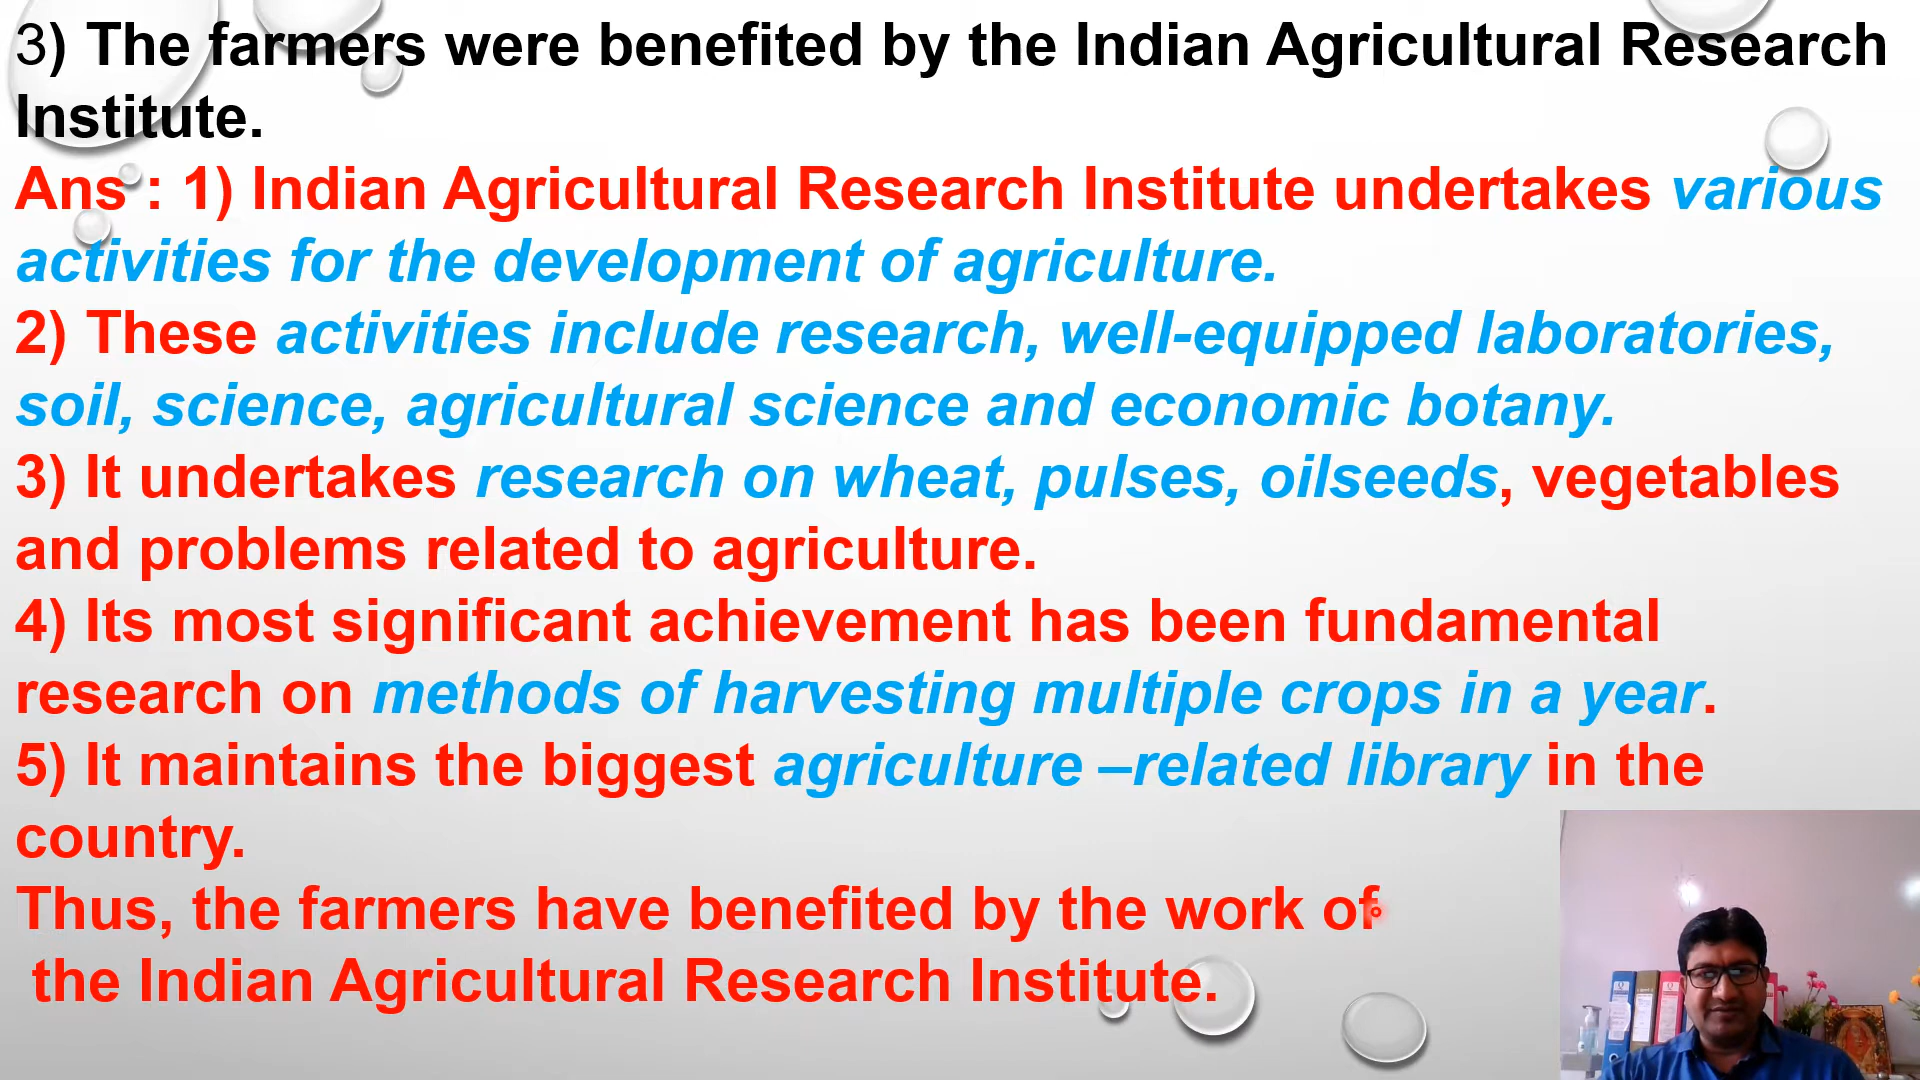 3) The farmers were benefited by the Indian Agricultural Research
Institute.
Ans : 1) Indian Agricultural Research Institute undertakes various
activities for the development of agriculture.
2) These activities include research, well-equipped laboratories,
soil, science, agricultural science and economic botany.
3) It undertakes research on wheat, pulses, oilseeds, vegetables
and problems related to agriculture.
4) Its most significant achievement has been fundamental
research on methods of harvesting multiple crops in a year.
5) It maintains the biggest agriculture –related library in the
country.
Thus, the farmers have benefited by the work of
the Indian Agricultural Research Institute.